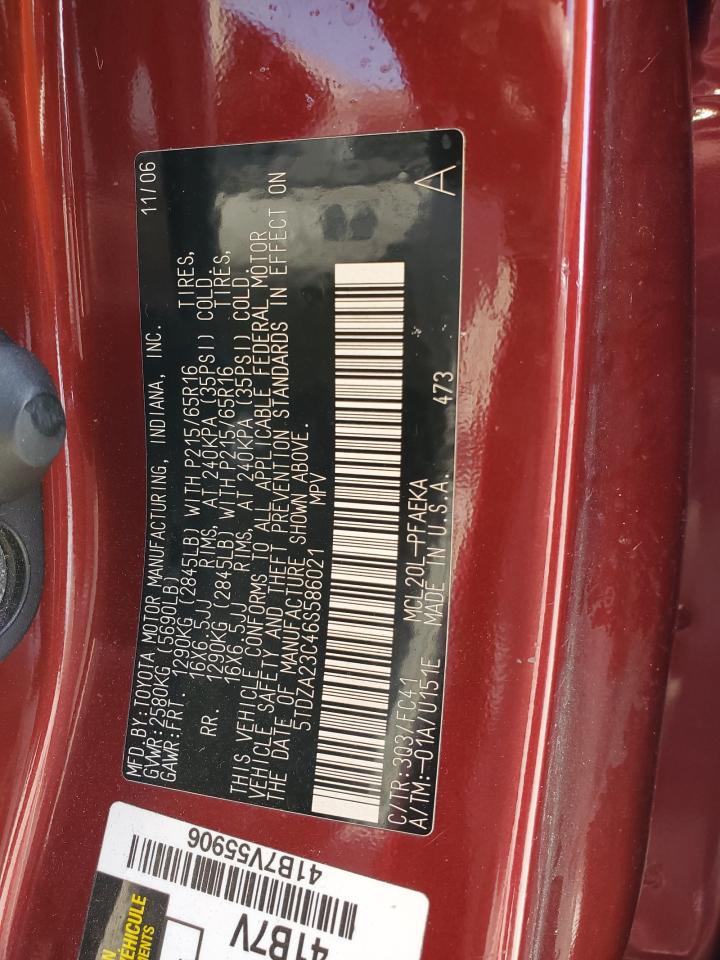 MFD.BY:TOYOTA MOTOR MANUFACTURING, INDIANA, INC. 11/06
GVWR:2580KG (5690LB)
GAWR:FRT. 1290KG (2845LB) WITH P215/65R16 TIRES,
16X6.5JJ RIMS, AT 240KPA (35PSI) COLD.
RR. 1290KG (2845LB) WITH P215/65R16 TIRES,
16X6.5JJ RIMS, AT 240KPA (35PSI) COLD.
THIS VEHICLE CONFORMS TO ALL APPLICABLE FEDERAL MOTOR
VEHICLE SAFETY AND THEFT PREVENTION STANDARDS IN EFFECT ON
THE DATE OF MANUFACTURE SHOWN ABOVE.
5TDZA23C46S586021 MPV
C/TR:3Q3/FC41 MCL20L-PFAEKA A
A/TM:-01A/U151E MADE IN U.S.A. 473
41B7V55906
41B7V
VÉHICULE